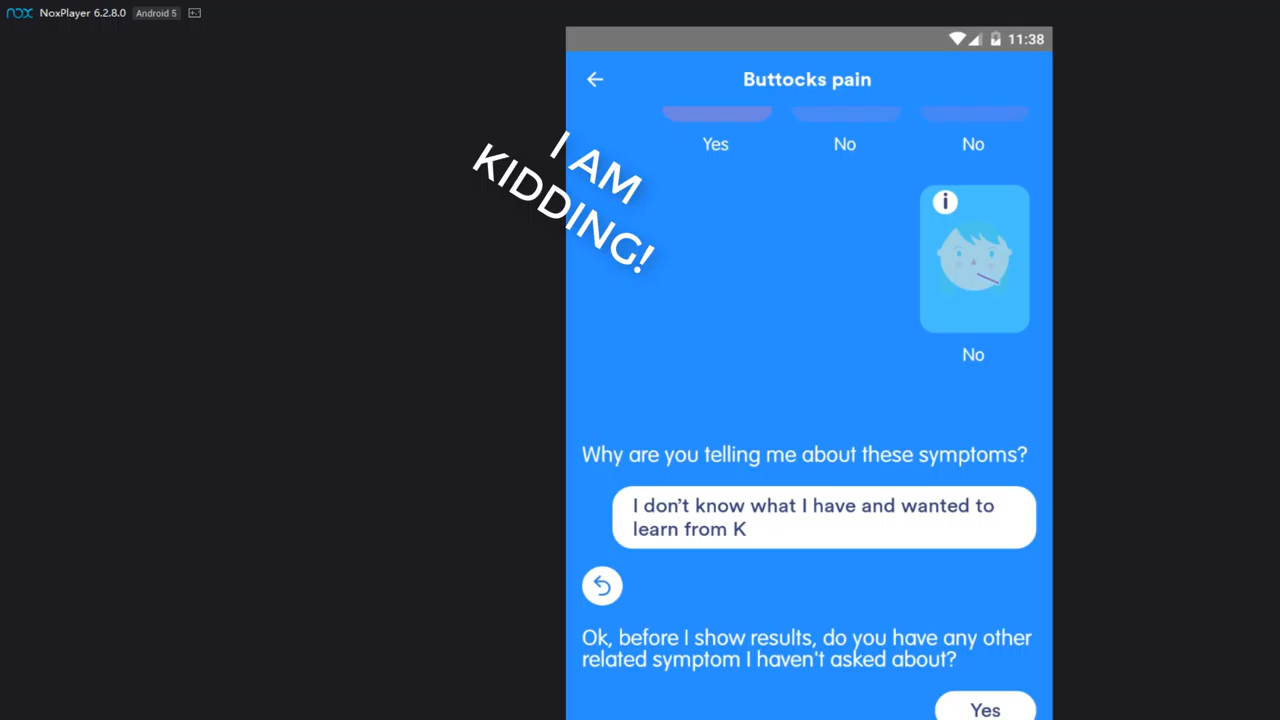 nox NoxPlayer 6.2.8.0 Android 5
11:38
Buttocks pain
Yes No No
I AM
KIDDING!
i
No
Why are you telling me about these symptoms?
I don't know what I have and wanted to
learn from K
Ok, before I show results, do you have any other
related symptom I haven't asked about?
Yes